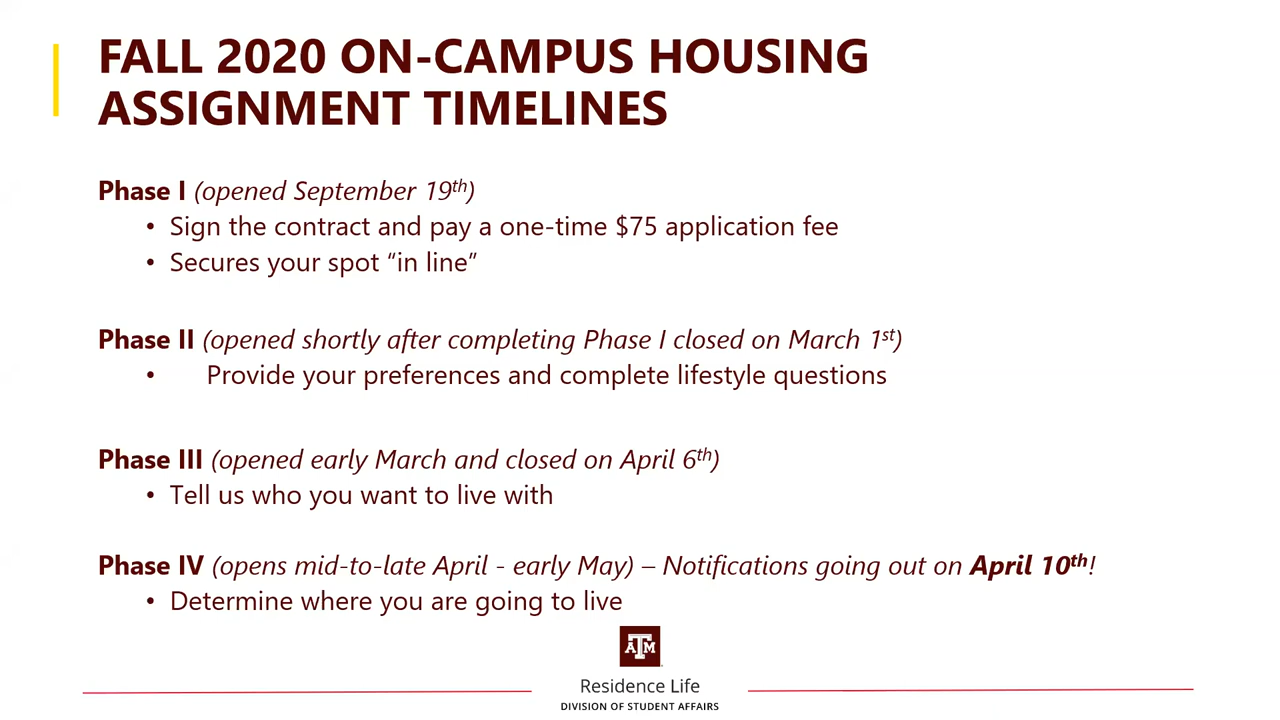 FALL 2020 ON-CAMPUS HOUSING
ASSIGNMENT TIMELINES
Phase I (opened September 19th)
• Sign the contract and pay a one-time $75 application fee
• Secures your spot “in line”
Phase II (opened shortly after completing Phase I closed on March 1st)
• Provide your preferences and complete lifestyle questions
Phase III (opened early March and closed on April 6th)
• Tell us who you want to live with
Phase IV (opens mid-to-late April - early May) – Notifications going out on April 10th!
• Determine where you are going to live
ATM
Residence Life
DIVISION OF STUDENT AFFAIRS